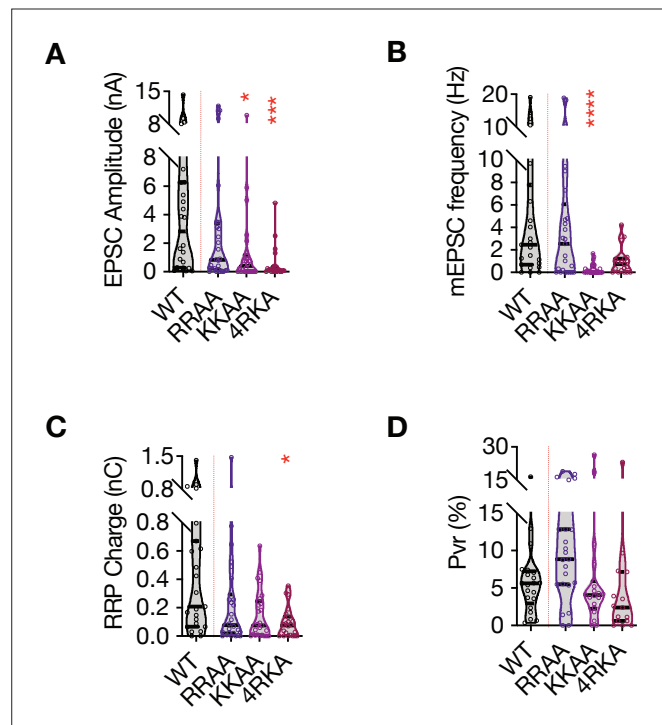 A
EPSC Amplitude (nA)
15
8
8
6
4
2
0
*
***
WT
RRAA
KKAA
4RKA
B
mEPSC frequency (Hz)
20
10
10
8
6
4
2
0
****
WT
RRAA
KKAA
4RKA
C
RRP Charge (nC)
1.5
0.8
0.8
0.6
0.4
0.2
0.0
*
WT
RRAA
KKAA
4RKA
D
Pvr (%)
30
15
15
10
5
0
WT
RRAA
KKAA
4RKA